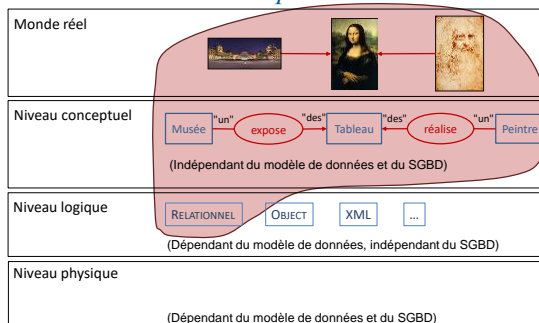 Monde réel
Niveau conceptuel
"un" "des" "des" "un"
Musée expose Tableau réalise Peintre
(Indépendant du modèle de données et du SGBD)
Niveau logique
RELATIONNEL OBJECT XML ...
(Dépendant du modèle de données, indépendant du SGBD)
Niveau physique
(Dépendant du modèle de données et du SGBD)